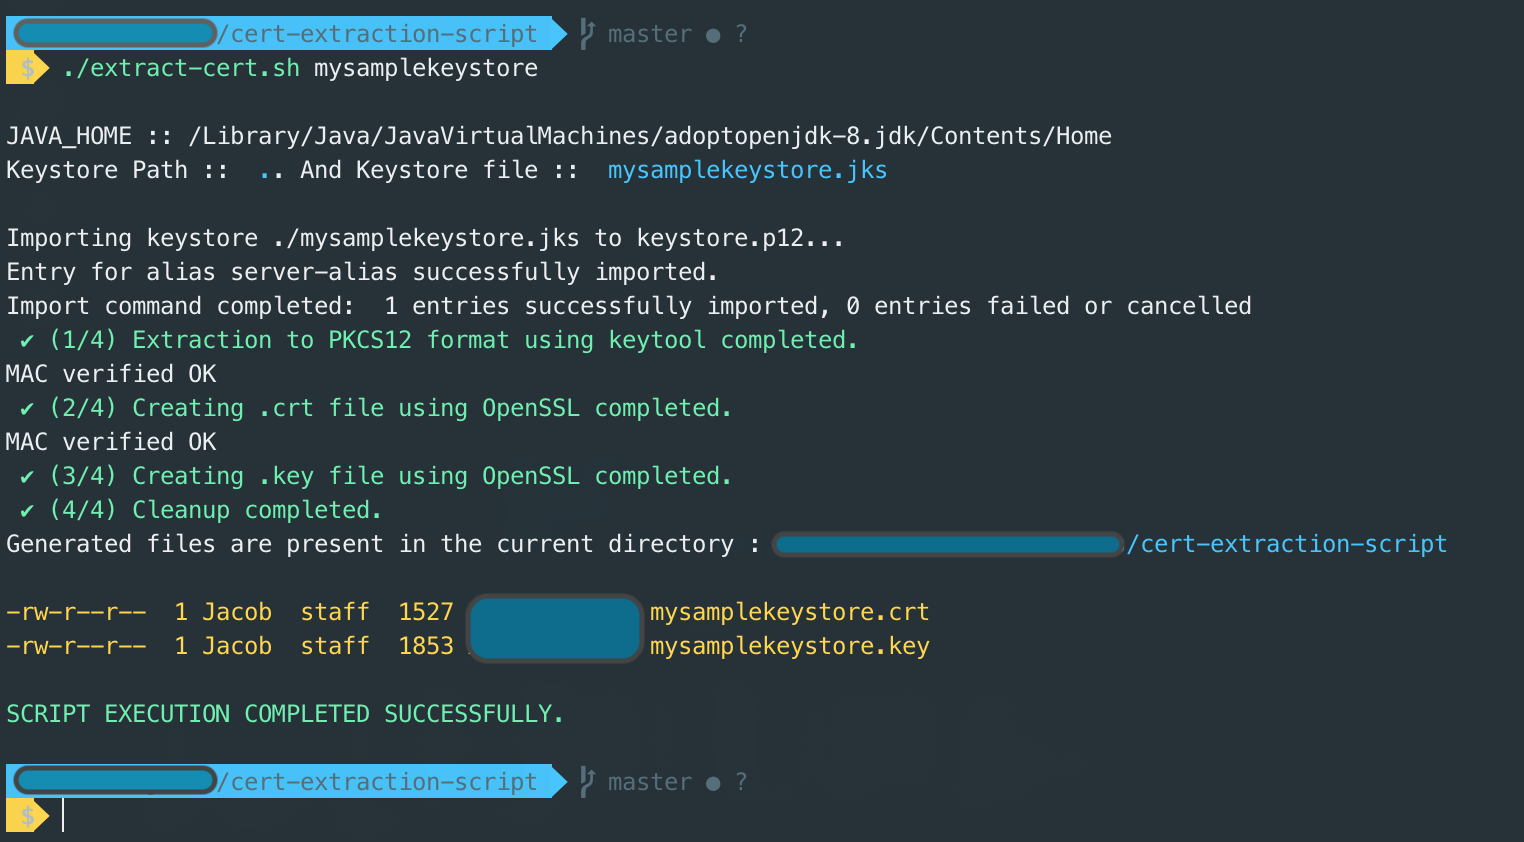 /cert-extraction-script master ● ?
$ ./extract-cert.sh mysamplekeystore
JAVA_HOME :: /Library/Java/JavaVirtualMachines/adoptopenjdk-8.jdk/Contents/Home
Keystore Path ::  .. And Keystore file ::  mysamplekeystore.jks
Importing keystore ./mysamplekeystore.jks to keystore.p12...
Entry for alias server-alias successfully imported.
Import command completed:  1 entries successfully imported, 0 entries failed or cancelled
✔ (1/4) Extraction to PKCS12 format using keytool completed.
MAC verified OK
✔ (2/4) Creating .crt file using OpenSSL completed.
MAC verified OK
✔ (3/4) Creating .key file using OpenSSL completed.
✔ (4/4) Cleanup completed.
Generated files are present in the current directory : /cert-extraction-script
-rw-r--r--  1 Jacob  staff  1527 mysamplekeystore.crt
-rw-r--r--  1 Jacob  staff  1853 mysamplekeystore.key
SCRIPT EXECUTION COMPLETED SUCCESSFULLY.
/cert-extraction-script master ● ?
$